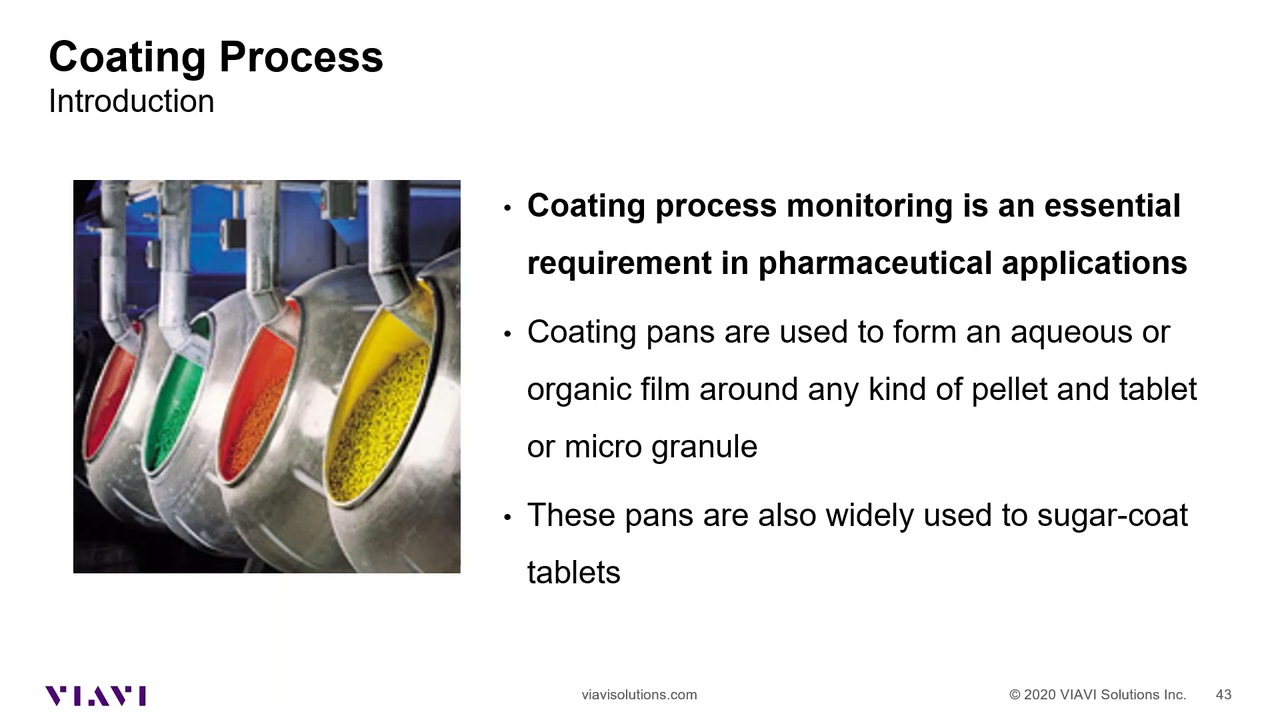 Coating Process
Introduction
• Coating process monitoring is an essential
requirement in pharmaceutical applications
• Coating pans are used to form an aqueous or
organic film around any kind of pellet and tablet
or micro granule
• These pans are also widely used to sugar-coat
tablets
VIAVI
viavisolutions.com
© 2020 VIAVI Solutions Inc.
43